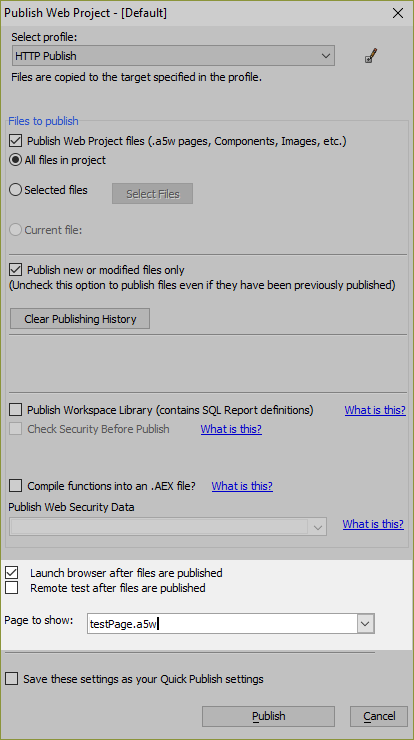 Publish Web Project - [Default]
Select profile:
HTTP Publish
Files are copied to the target specified in the profile.
Files to publish
Publish Web Project files (.a5w pages, Components, Images, etc.)
All files in project
Selected files
Select Files
Current file:
Publish new or modified files only
(Uncheck this option to publish files even if they have been previously published)
Clear Publishing History
Publish Workspace Library (contains SQL Report definitions) What is this?
Check Security Before Publish What is this?
Compile functions into an .AEX file? What is this?
Publish Web Security Data
What is this?
Launch browser after files are published
Remote test after files are published
Page to show: testPage.a5w
Save these settings as your Quick Publish settings
Publish Cancel